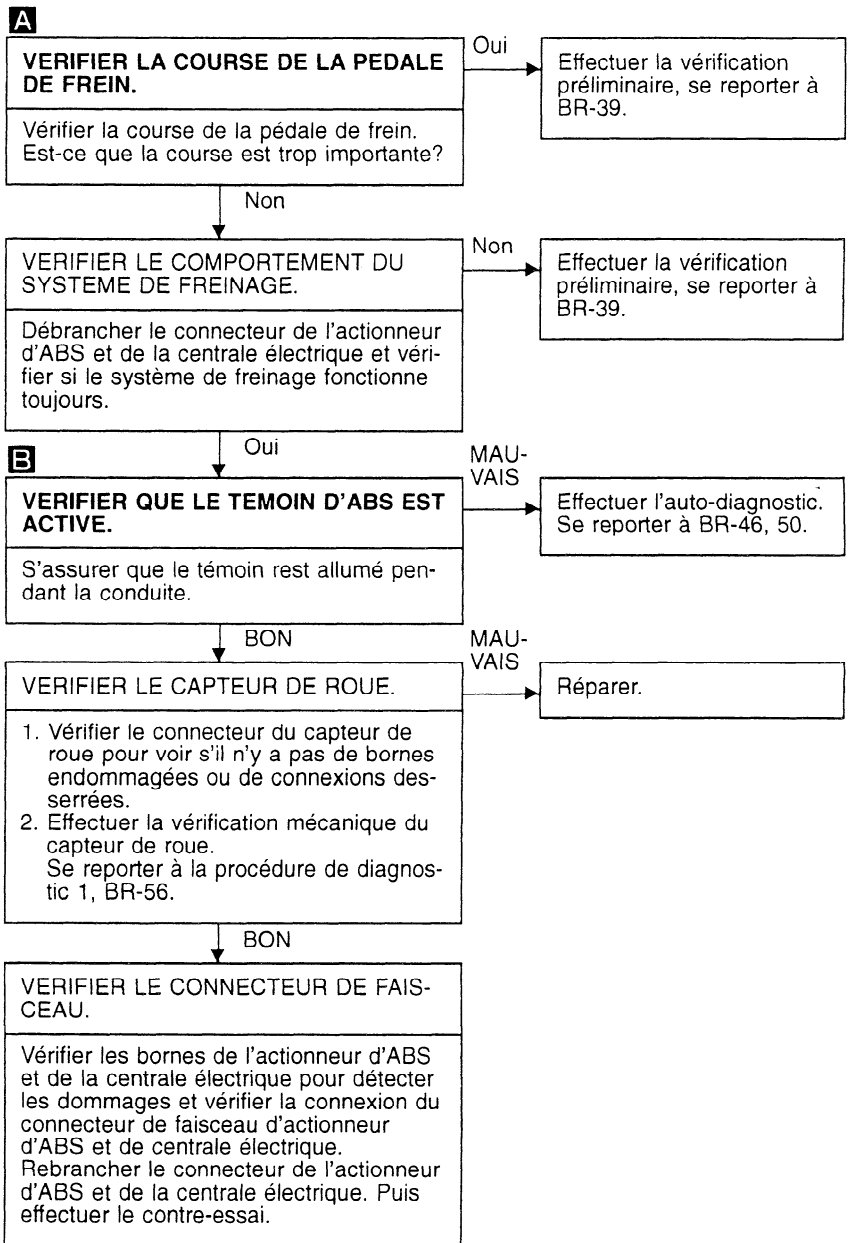 A
VERIFIER LA COURSE DE LA PEDALE
DE FREIN.
Vérifier la course de la pédale de frein.
Est-ce que la course est trop importante?
Oui
Effectuer la vérification
préliminaire, se reporter à
BR-39.
Non
VERIFIER LE COMPORTEMENT DU
SYSTEME DE FREINAGE.
Débrancher le connecteur de l'actionneur
d'ABS et de la centrale électrique et véri-
fier si le système de freinage fonctionne
toujours.
Non
Effectuer la vérification
préliminaire, se reporter à
BR-39.
Oui
B
VERIFIER QUE LE TEMOIN D'ABS EST
ACTIVE.
S'assurer que le témoin rest allumé pen-
dant la conduite.
MAU-
VAIS
Effectuer l'auto-diagnostic.
Se reporter à BR-46, 50.
BON
VERIFIER LE CAPTEUR DE ROUE.
1. Vérifier le connecteur du capteur de
roue pour voir s'il n'y a pas de bornes
endommagées ou de connexions des-
serrées.
2. Effectuer la vérification mécanique du
capteur de roue.
Se reporter à la procédure de diagnos-
tic 1, BR-56.
MAU-
VAIS
Réparer.
BON
VERIFIER LE CONNECTEUR DE FAIS-
CEAU.
Vérifier les bornes de l'actionneur d'ABS
et de la centrale électrique pour détecter
les dommages et vérifier la connexion du
connecteur de faisceau d'actionneur
d'ABS et de centrale électrique.
Rebrancher le connecteur de l'actionneur
d'ABS et de la centrale électrique. Puis
effectuer le contre-essai.